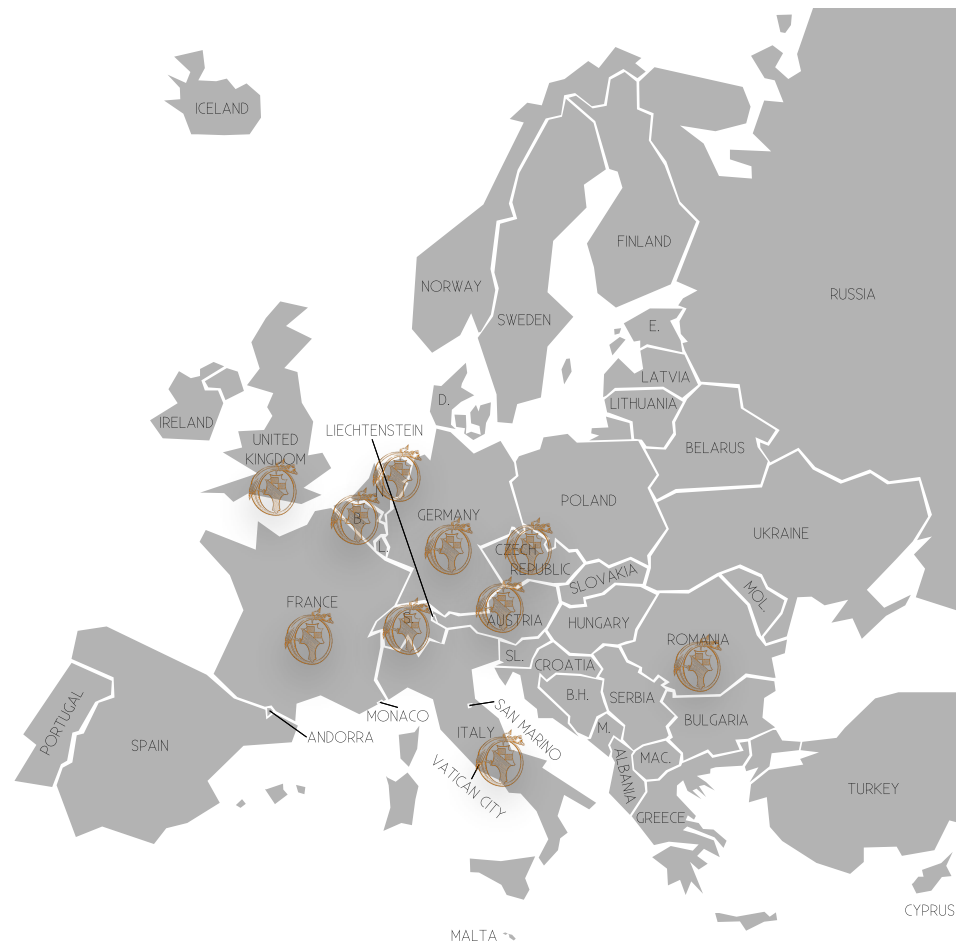 ICELAND
FINLAND
NORWAY
RUSSIA
SWEDEN
E.
LATVIA
D.
LITHUANIA
IRELAND
LIECHTENSTEIN
UNITED
KINGDOM
BELARUS
N.
POLAND
B.
GERMANY
UKRAINE
L.
CZECH
REPUBLIC
SLOVAKIA
MOL.
FRANCE
S.
AUSTRIA
HUNGARY
ROMANIA
SL.
CROATIA
B.H.
SERBIA
PORTUGAL
MONACO
SAN MARINO
BULGARIA
ANDORRA
ITALY
M.
SPAIN
MAC.
VATICAN CITY
ALBANIA
TURKEY
GREECE
CYPRUS
MALTA